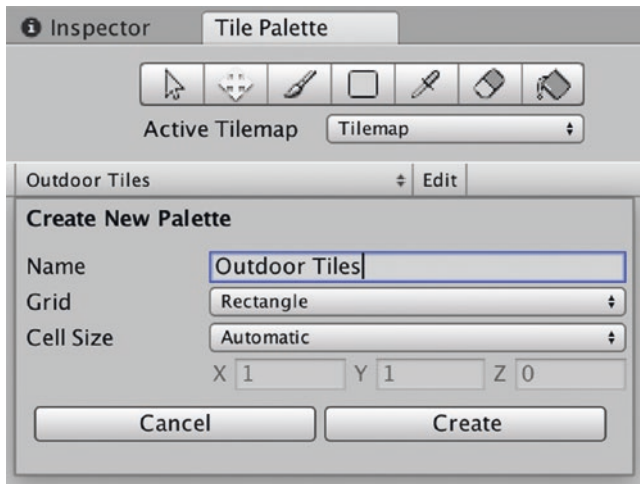 Inspector Tile Palette
Active Tilemap Tilemap
Outdoor Tiles Edit
Create New Palette
Name Outdoor Tiles
Grid Rectangle
Cell Size Automatic
X 1 Y 1 Z 0
Cancel Create